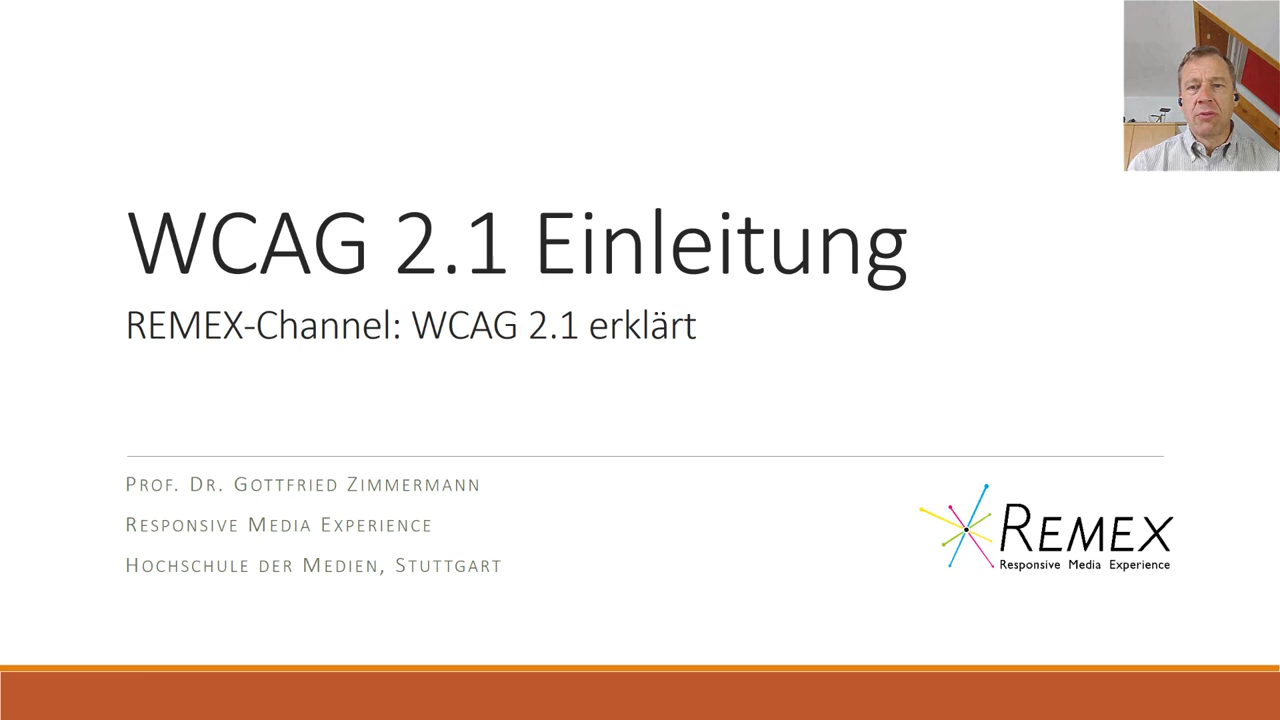 WCAG 2.1 Einleitung
REMEX-Channel: WCAG 2.1 erklärt
Prof. Dr. Gottfried Zimmermann
Responsive Media Experience
Hochschule der Medien, Stuttgart
REMEX
Responsive Media Experience